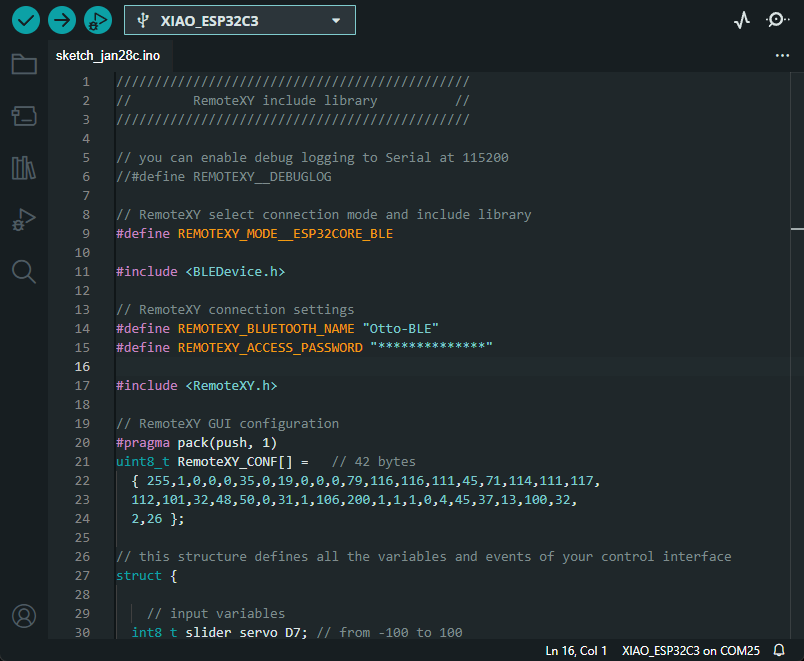 XIAO_ESP32C3
sketch_jan28c.ino
1 //////////////////////////////////////////////
2 //        RemoteXY include library          //
3 //////////////////////////////////////////////
4
5 // you can enable debug logging to Serial at 115200
6 //#define REMOTEXY__DEBUGLOG
7
8 // RemoteXY select connection mode and include library
9 #define REMOTEXY_MODE__ESP32CORE_BLE
10
11 #include <BLEDevice.h>
12
13 // RemoteXY connection settings
14 #define REMOTEXY_BLUETOOTH_NAME "Otto-BLE"
15 #define REMOTEXY_ACCESS_PASSWORD "**************"
16
17 #include <RemoteXY.h>
18
19 // RemoteXY GUI configuration
20 #pragma pack(push, 1)
21 uint8_t RemoteXY_CONF[] =   // 42 bytes
22   { 255,1,0,0,0,35,0,19,0,0,0,79,116,116,111,45,71,114,111,117,
23   112,101,32,48,50,0,31,1,106,200,1,1,1,0,4,45,37,13,100,32,
24   2,26 };
25
26 // this structure defines all the variables and events of your control interface
27 struct {
28
29     // input variables
30   int8_t slider_servo_D7; // from -100 to 100
Ln 16, Col 1    XIAO_ESP32C3 on COM25